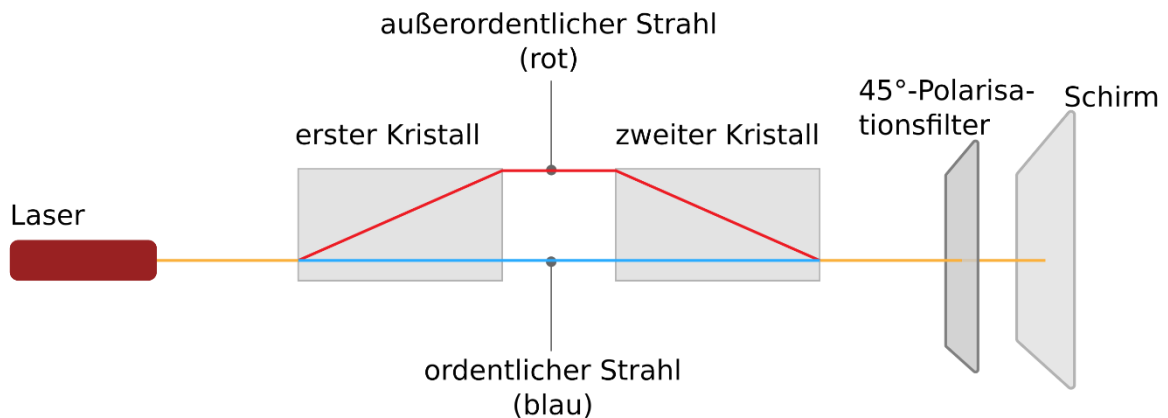 außerordentlicher Strahl
(rot)
45°-Polarisa-
tionsfilter
Schirm
erster Kristall
zweiter Kristall
Laser
ordentlicher Strahl
(blau)